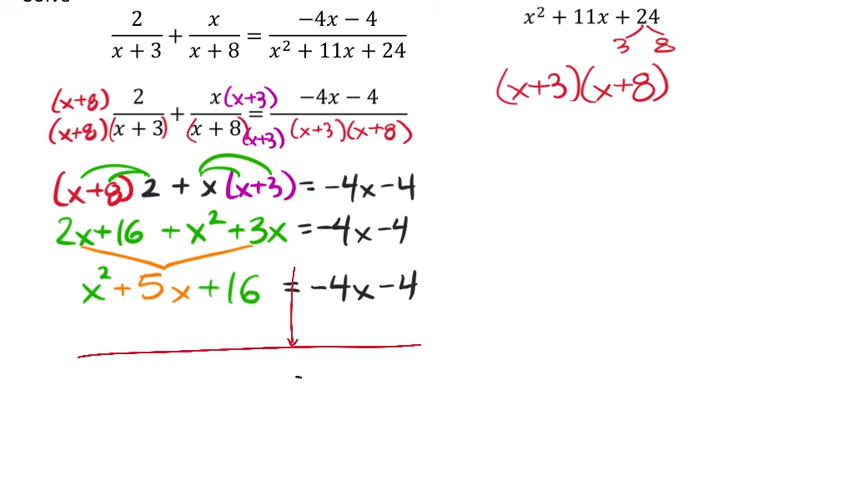 2/(x + 3) + x/(x + 8) = (−4x − 4)/(x² + 11x + 24)
x² + 11x + 24
3 8
(x+3)(x+8)
(x+8)2/(x+8)(x + 3) + x(x+3)/(x + 8)(x+3) = (−4x − 4)/(x+3)(x+8)
(x+8)2 + x(x+3) = −4x−4
2x+16 +x²+3x = −4x−4
x²+5x+16 = −4x−4